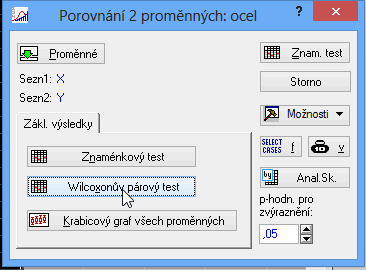 Porovnání 2 proměnných: ocel
? ×
Proměnné
Sezn1: X
Sezn2: Y
Zákl. výsledky
Znaménkový test
Wilcoxonův párový test
Krabicový graf všech proměnných
Znam. test
Storno
Možnosti
SELECT CASES f v
by Anal.Sk.
p-hodn. pro
zvýraznění:
,05